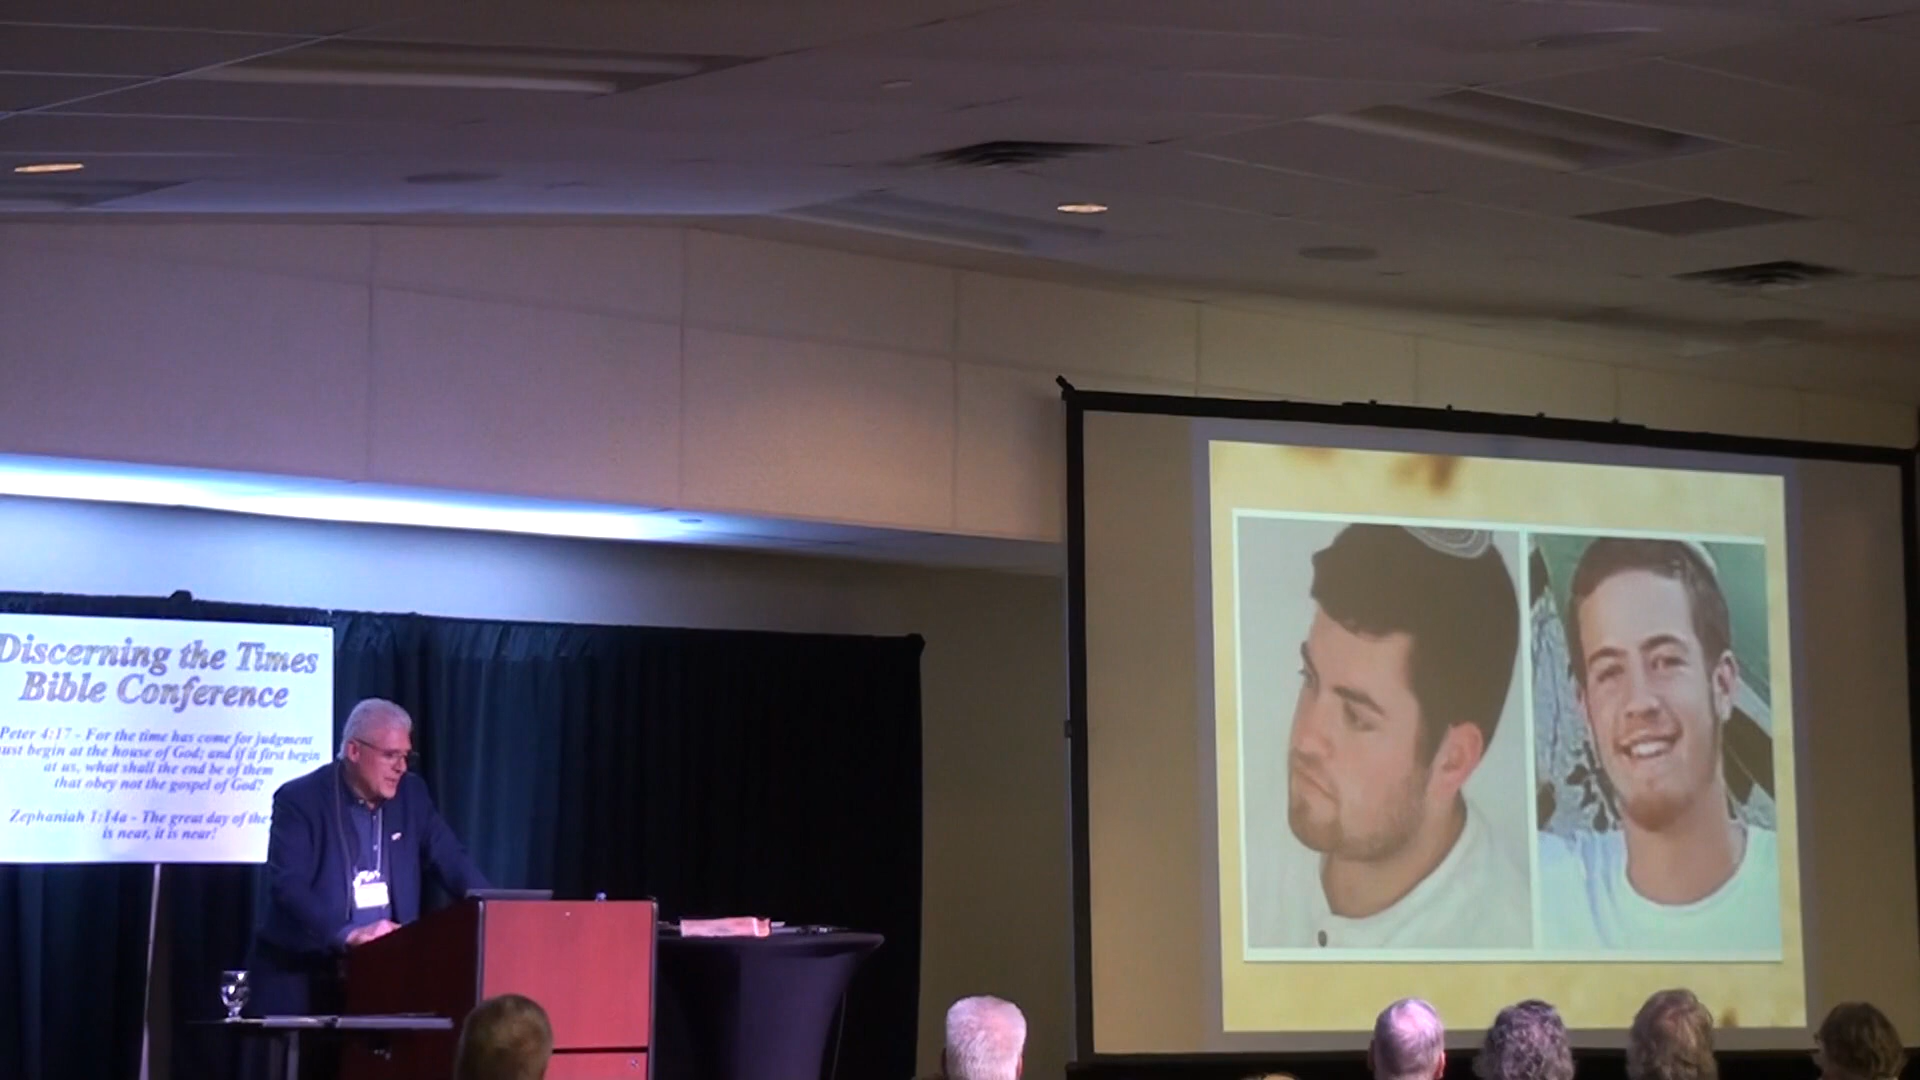 Discerning the Times
Bible Conference
Peter 4:17 - For the time has come for judgment
must begin at the house of God; and if it first begin
at us, what shall the end be of them
that obey not the gospel of God?
Zephaniah 1:14a - The great day of the
is near, it is near!